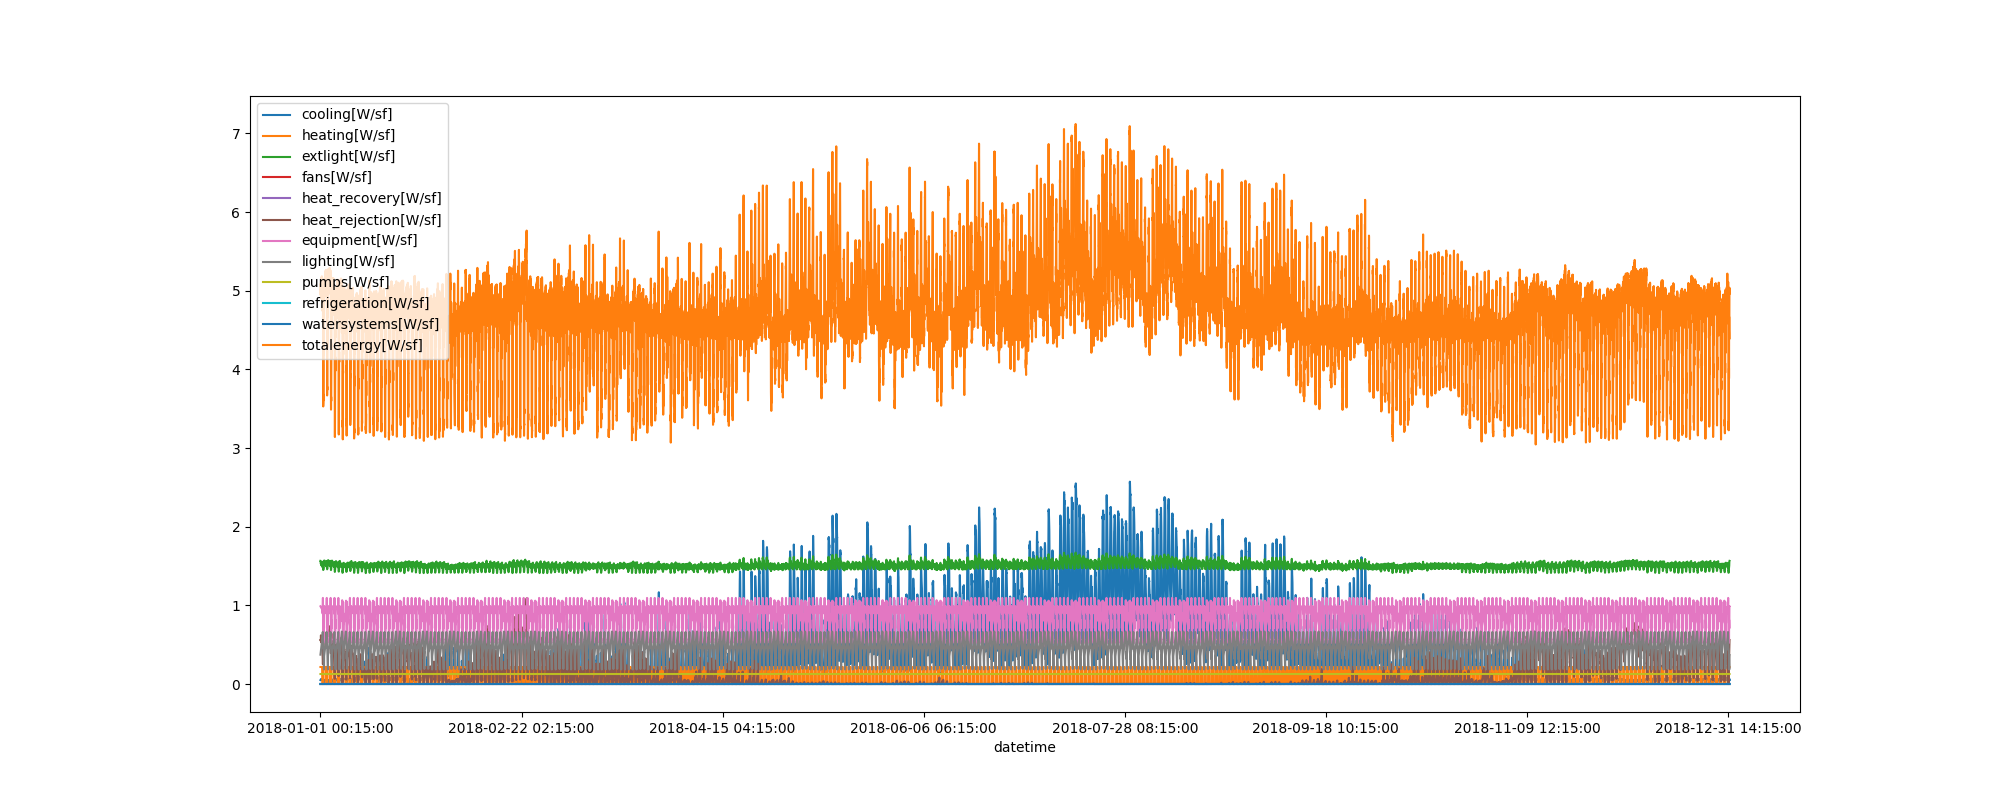 cooling[W/sf]
heating[W/sf]
extlight[W/sf]
fans[W/sf]
heat_recovery[W/sf]
heat_rejection[W/sf]
equipment[W/sf]
lighting[W/sf]
pumps[W/sf]
refrigeration[W/sf]
watersystems[W/sf]
totalenergy[W/sf]
7
6
5
4
3
2
1
0
2018-01-01 00:15:00 2018-02-22 02:15:00 2018-04-15 04:15:00 2018-06-06 06:15:00 2018-07-28 08:15:00 2018-09-18 10:15:00 2018-11-09 12:15:00 2018-12-31 14:15:00
datetime